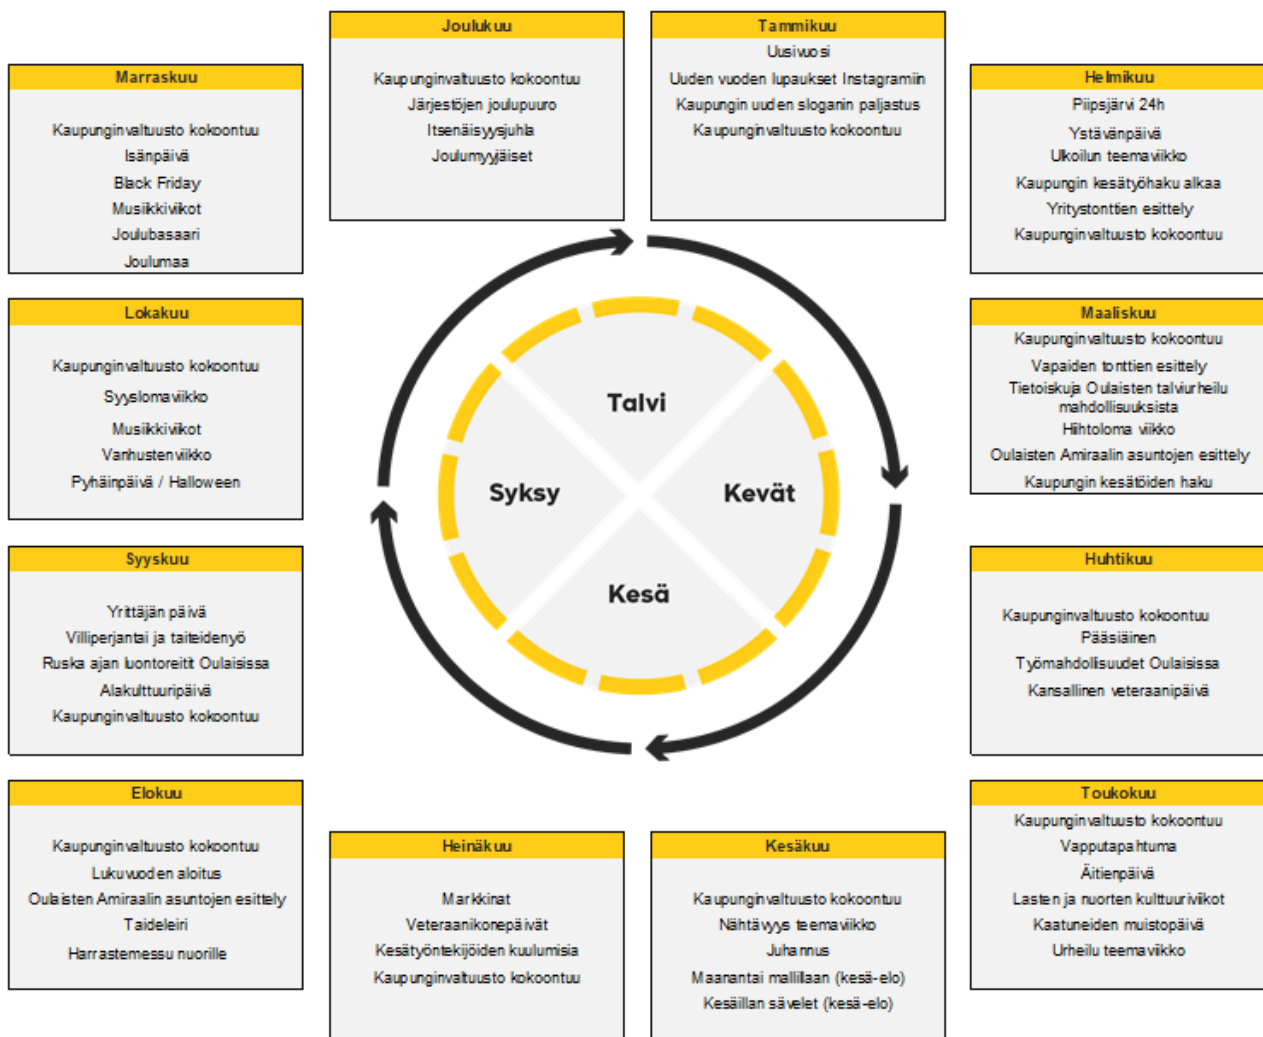 Joulukuu
Kaupunginvaltuusto kokoontuu
Järjestöjen joulupuuro
Itsenäisyysjuhla
Joulumyyjäiset
Tammikuu
Uusivuosi
Uuden vuoden lupaukset Instagramiin
Kaupungin uuden sloganin paljastus
Kaupunginvaltuusto kokoontuu
Helmikuu
Piipsjärvi 24h
Ystävänpäivä
Ulkoilun teemaviikko
Kaupungin kesätyöhaku alkaa
Yritystonttien esittely
Kaupunginvaltuusto kokoontuu
Maaliskuu
Kaupunginvaltuusto kokoontuu
Vapaiden tonttien esittely
Tietoiskuja Oulaisten talviurheilu
mahdollisuuksista
Hiihtoloma viikko
Oulaisten Amiraalin asuntojen esittely
Kaupungin kesätöiden haku
Huhtikuu
Kaupunginvaltuusto kokoontuu
Pääsiäinen
Työmahdollisuudet Oulaisissa
Kansallinen veteraanipäivä
Toukokuu
Kaupunginvaltuusto kokoontuu
Vapputapahtuma
Äitienpäivä
Lasten ja nuorten kulttuuriviikot
Kaatuneiden muistopäivä
Urheilu teemaviikko
Kesäkuu
Kaupunginvaltuusto kokoontuu
Nähtävyys teemaviikko
Juhannus
Maanantai mallillaan (kesä-elo)
Kesäillan sävelet (kesä-elo)
Heinäkuu
Markkinat
Veteraanikonepäivät
Kesätyöntekijöiden kuulumisia
Kaupunginvaltuusto kokoontuu
Elokuu
Kaupunginvaltuusto kokoontuu
Lukuvuoden aloitus
Oulaisten Amiraalin asuntojen esittely
Taideleiri
Harrastemessu nuorille
Syyskuu
Yrittäjän päivä
Villiperjantai ja taiteidenyö
Ruska ajan luontoreitit Oulaisissa
Alakulttuuripäivä
Kaupunginvaltuusto kokoontuu
Lokakuu
Kaupunginvaltuusto kokoontuu
Syyslomaviikko
Musiikkiviikot
Vanhustenviikko
Pyhäinpäivä / Halloween
Marraskuu
Kaupunginvaltuusto kokoontuu
Isänpäivä
Black Friday
Musiikkiviikot
Joulubasaari
Joulumaa
Talvi
Kevät
Kesä
Syksy